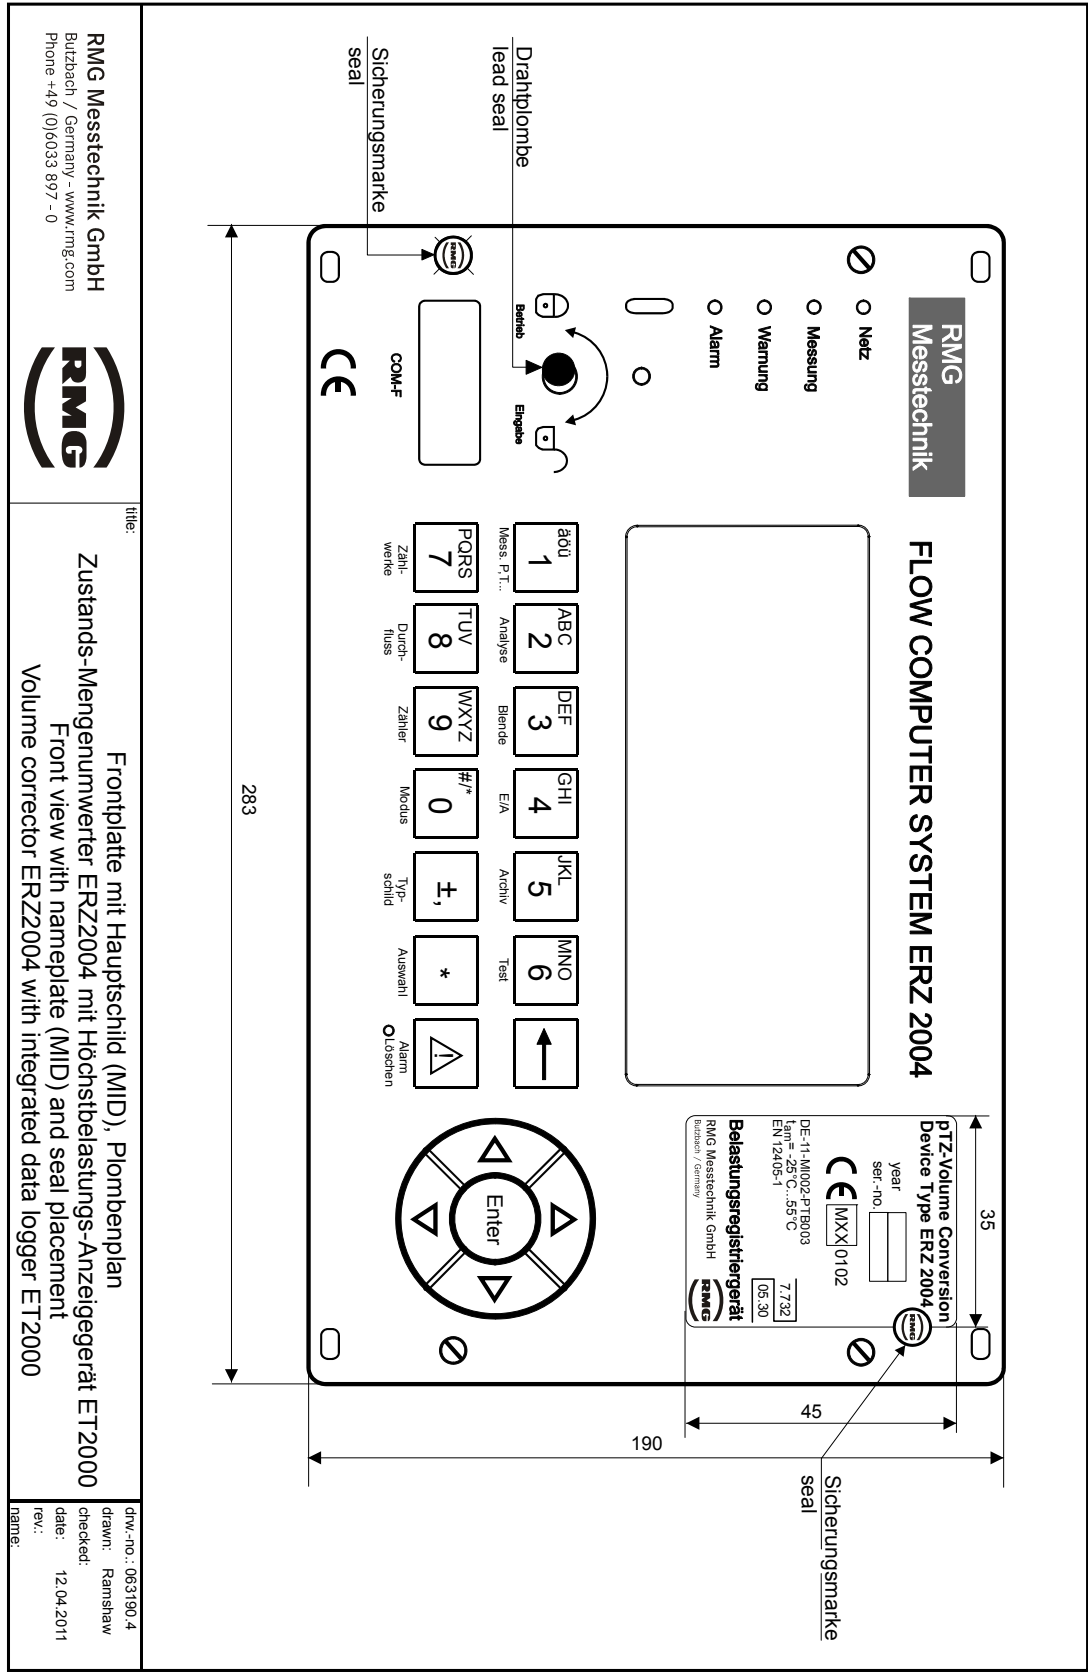 Drahtplombe
lead seal
Sicherungsmarke
seal
RMG
Messtechnik
FLOW COMPUTER SYSTEM ERZ 2004
Netz
Messung
Warnung
Alarm
Betrieb
Eingabe
RMG
COM-F
CE
äöü
1
Mess. P,T...
ABC
2
Analyse
DEF
3
Blende
GHI
4
E/A
JKL
5
Archiv
MNO
6
Test
PQRS
7
Zähl-
werke
TUV
8
Durch-
fluss
WXYZ
9
Zähler
#/*
0
Modus
±,
Typ-
schild
*
Auswahl
!
Alarm
Löschen
Enter
35
pTZ-Volume Conversion
Device Type ERZ 2004
year
ser.-no.
RMG
CE MXX 0102
DE-11-MI002-PTB003
tam= -25°C...55°C
EN 12405-1
7.732
05.30
Belastungsregistriergerät
RMG Messtechnik GmbH
Butzbach / Germany
RMG
45
190
283
Sicherungsmarke
seal
RMG Messtechnik GmbH
Butzbach / Germany - www.rmg.com
Phone +49 (0)6033 897 - 0
RMG
title:
Frontplatte mit Hauptschild (MID), Plombenplan
Zustands-Mengenumwerter ERZ2004 mit Höchstbelastungs-Anzeigegerät ET2000
Front view with nameplate (MID) and seal placement
Volume corrector ERZ2004 with integrated data logger ET2000
drw.-no.: 063190.4
drawn: Ramshaw
checked:
date: 12.04.2011
rev.:
name: